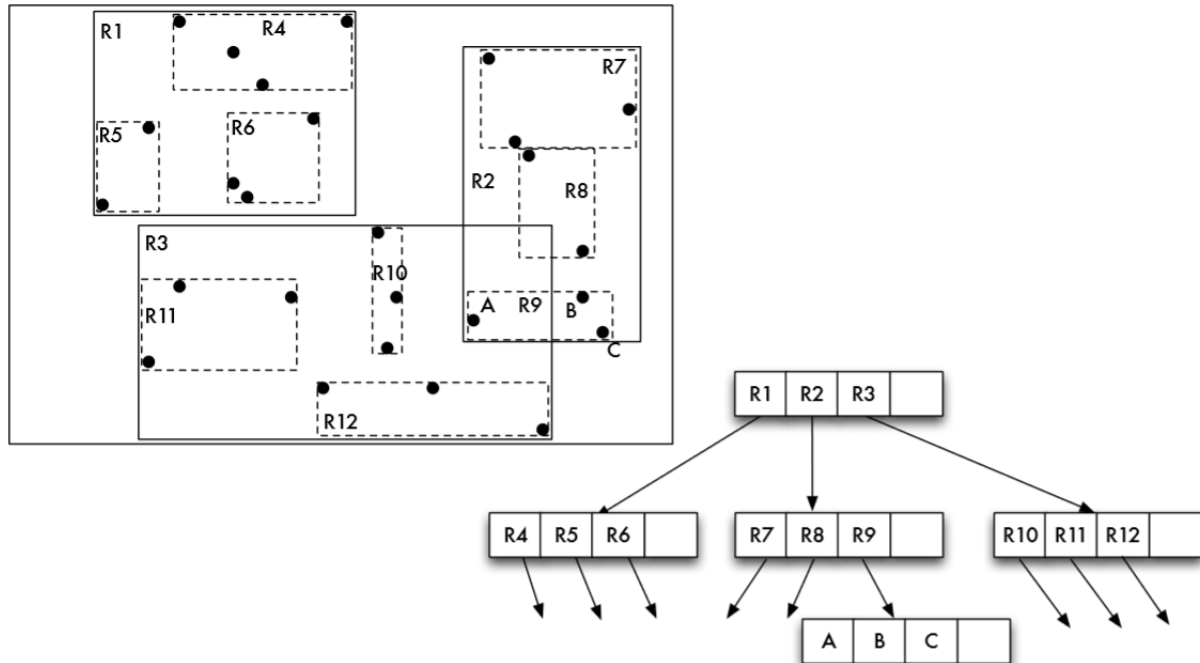 R1
R4
R7
R5
R6
R2
R8
R3
R10
R11
A R9 B
C
R12
R1 R2 R3
R4 R5 R6
R7 R8 R9
R10 R11 R12
A B C